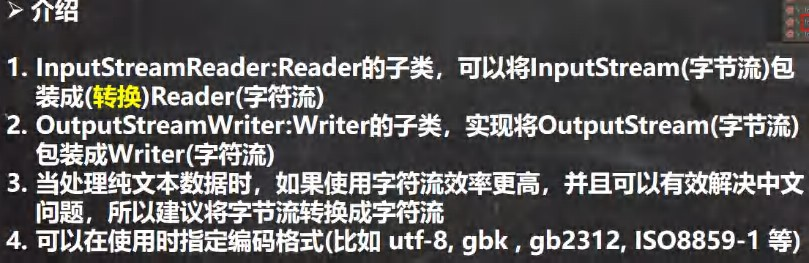 ➢ 介绍
1. InputStreamReader:Reader的子类，可以将InputStream(字节流)包
装成(转换)Reader(字符流)
2. OutputStreamWriter:Writer的子类，实现将OutputStream(字节流)
包装成Writer(字符流)
3. 当处理纯文本数据时，如果使用字符流效率更高，并且可以有效解决中文
问题，所以建议将字节流转换成字符流
4. 可以在使用时指定编码格式(比如 utf-8, gbk , gb2312, ISO8859-1 等)